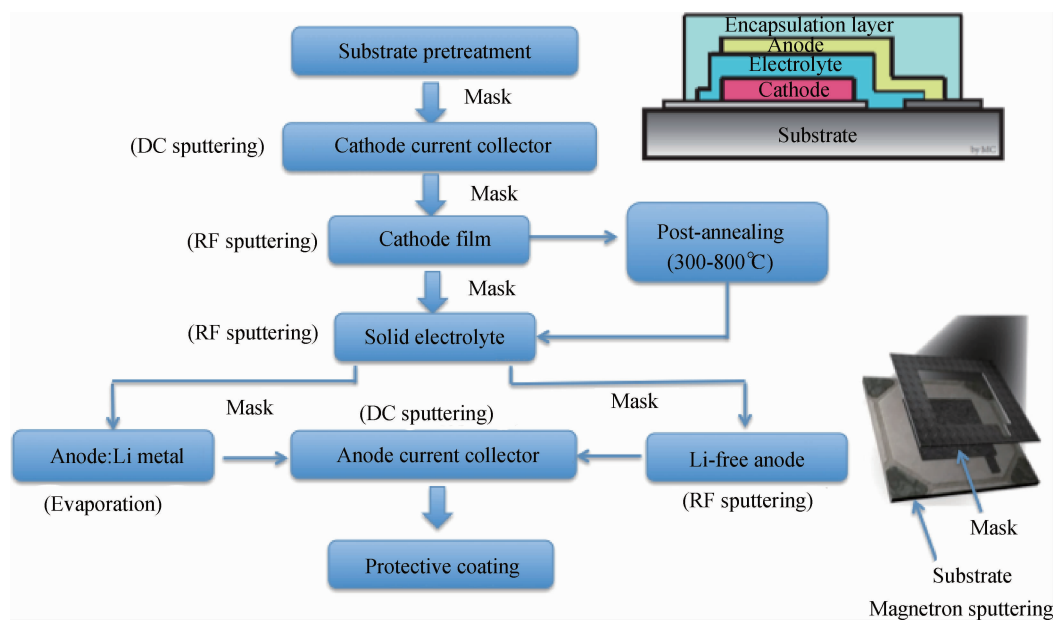 Substrate pretreatment
Mask
(DC sputtering)
Cathode current collector
Mask
(RF sputtering)
Cathode film
Post-annealing
(300-800℃)
Mask
(RF sputtering)
Solid electrolyte
Mask
(DC sputtering)
Mask
Anode:Li metal
Anode current collector
Li-free anode
(Evaporation)
(RF sputtering)
Protective coating
Encapsulation layer
Anode
Electrolyte
Cathode
Substrate
by MC
Mask
Substrate
Magnetron sputtering